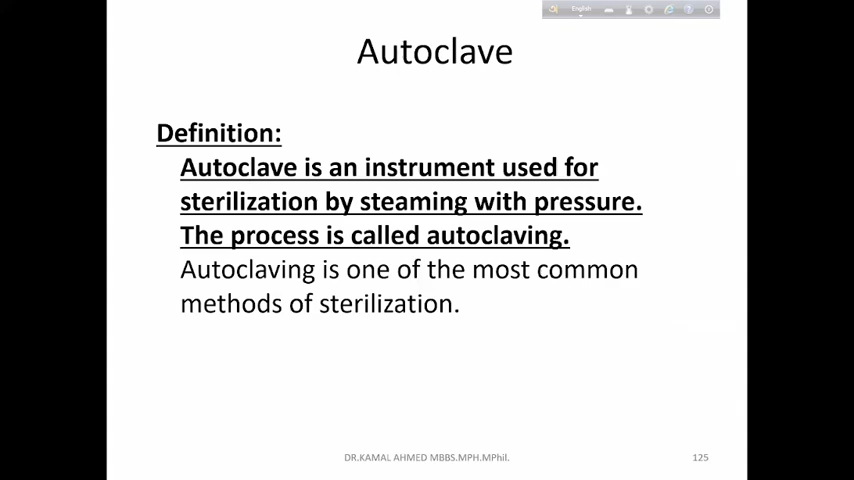 English
Autoclave
Definition:
Autoclave is an instrument used for
sterilization by steaming with pressure.
The process is called autoclaving.
Autoclaving is one of the most common
methods of sterilization.
DR.KAMAL AHMED MBBS.MPH.MPhil.
125